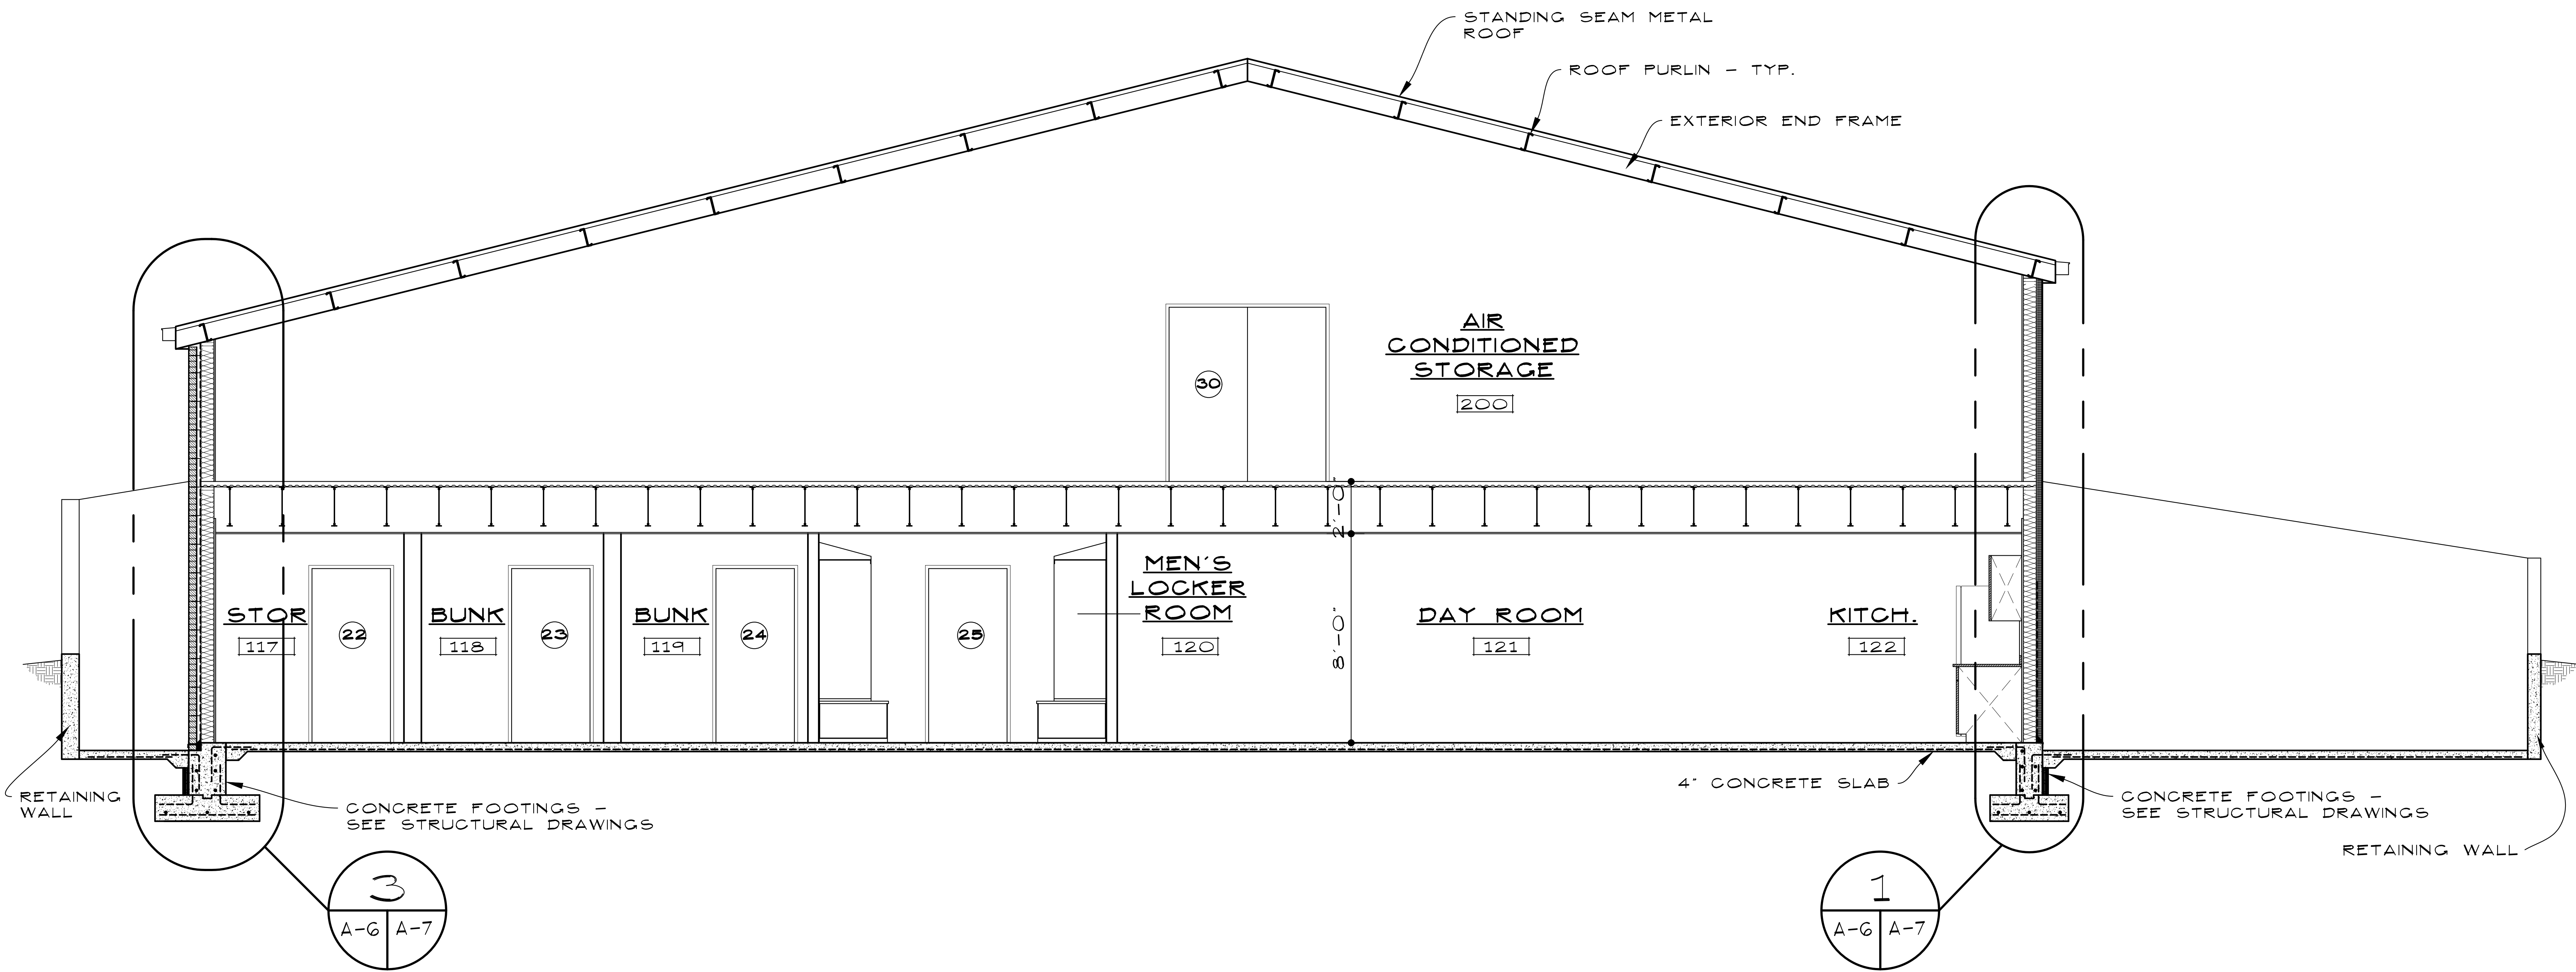 STANDING SEAM METAL
ROOF
ROOF PURLIN - TYP.
EXTERIOR END FRAME
AIR
CONDITIONED
STORAGE
200
30
2'-0"
8'-0"
STOR
117
22
BUNK
118
23
BUNK
119
24
25
MEN'S
LOCKER
ROOM
120
DAY ROOM
121
KITCH.
122
RETAINING
WALL
CONCRETE FOOTINGS -
SEE STRUCTURAL DRAWINGS
4" CONCRETE SLAB
CONCRETE FOOTINGS -
SEE STRUCTURAL DRAWINGS
RETAINING WALL
3
A-6 A-7
1
A-6 A-7